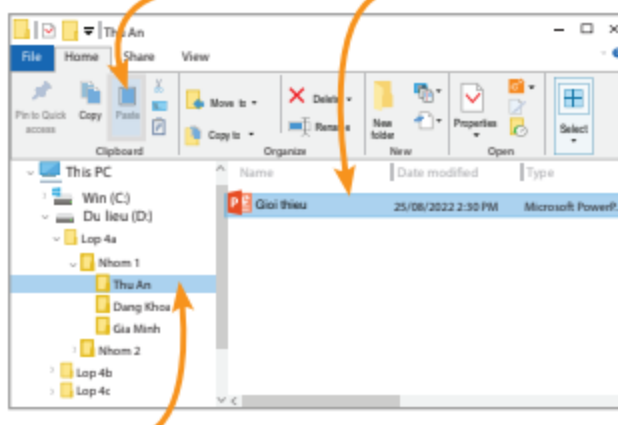 Thu An
File Home Share View
Pin to Quick access
Copy
Paste
Clipboard
Move to
Copy to
Delete
Rename
Organize
New folder
New
Properties
Open
Select
This PC
Win (C:)
Du lieu (D:)
Lop 4a
Nhom 1
Thu An
Dang Khoa
Gia Minh
Nhom 2
Lop 4b
Lop 4c
Name Date modified Type
Gioi thieu 25/08/2022 2:30 PM Microsoft PowerP